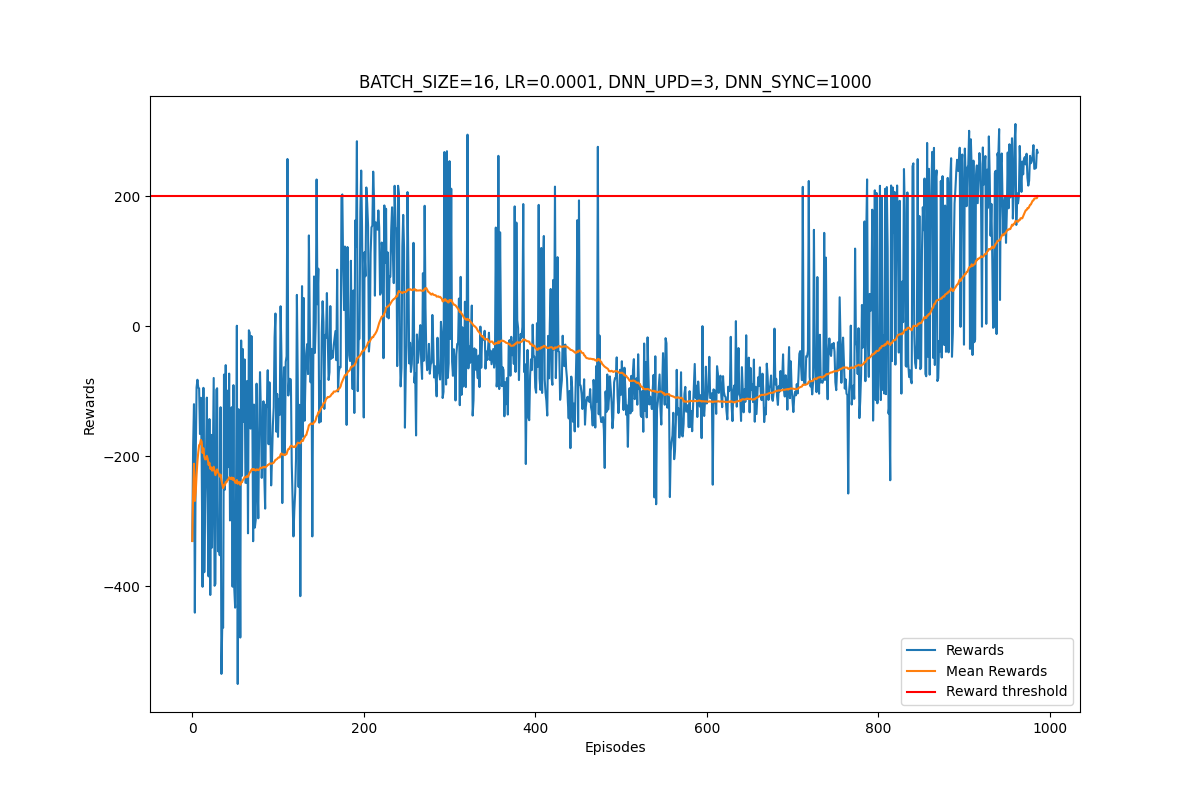 BATCH_SIZE=16, LR=0.0001, DNN_UPD=3, DNN_SYNC=1000
Rewards
200
0
−200
−400
0
200
400
600
800
1000
Episodes
Rewards
Mean Rewards
Reward threshold